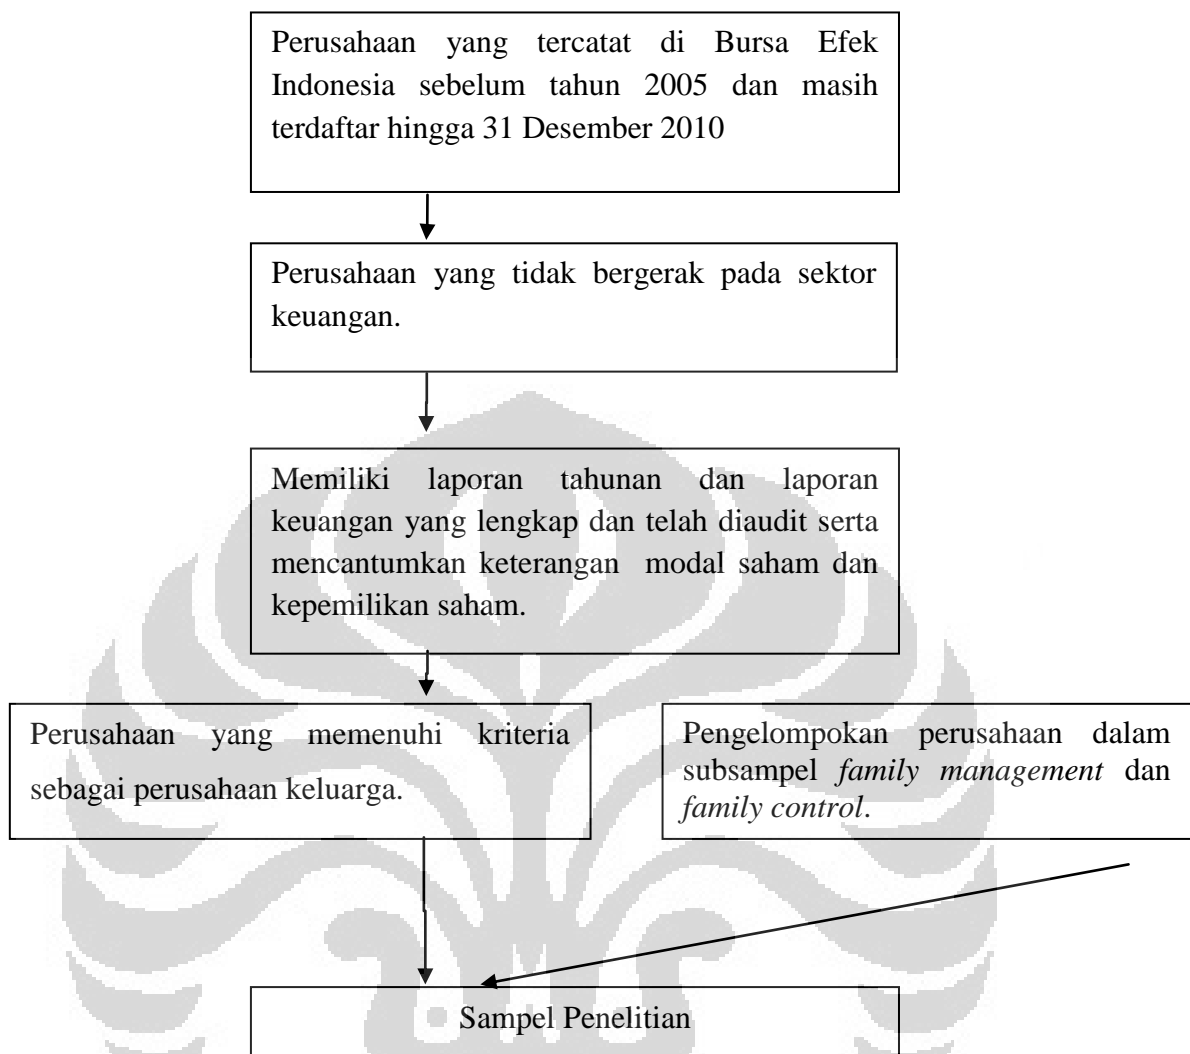 Perusahaan yang tercatat di Bursa Efek
Indonesia sebelum tahun 2005 dan masih
terdaftar hingga 31 Desember 2010
Perusahaan yang tidak bergerak pada sektor
keuangan.
Memiliki laporan tahunan dan laporan
keuangan yang lengkap dan telah diaudit serta
mencantumkan keterangan modal saham dan
kepemilikan saham.
Perusahaan yang memenuhi kriteria
sebagai perusahaan keluarga.
Pengelompokan perusahaan dalam
subsampel family management dan
family control.
Sampel Penelitian